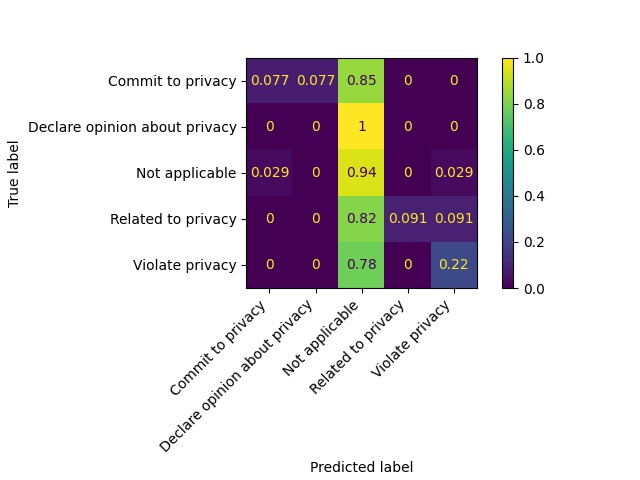 Commit to privacy 0.077 0.077 0.85 0 0
Declare opinion about privacy 0 0 1 0 0
Not applicable 0.029 0 0.94 0 0.029
Related to privacy 0 0 0.82 0.091 0.091
Violate privacy 0 0 0.78 0 0.22
True label
Commit to privacy
Declare opinion about privacy
Not applicable
Related to privacy
Violate privacy
Predicted label
1.0
0.8
0.6
0.4
0.2
0.0